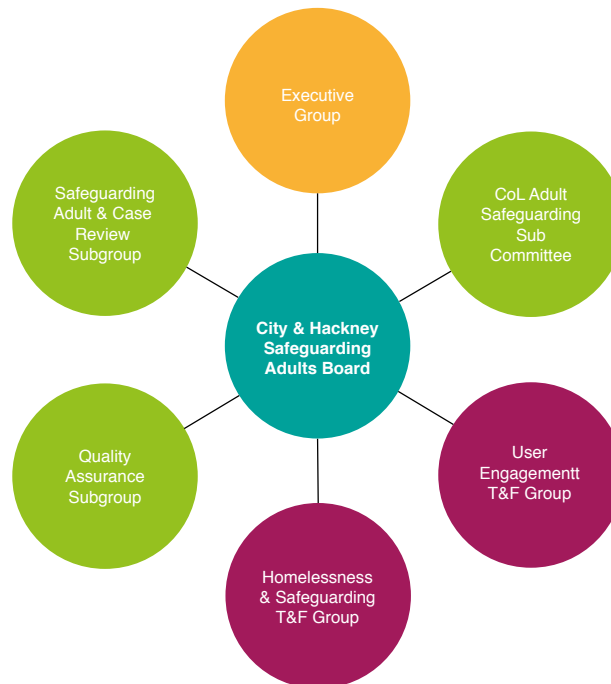 Executive
Group
Safeguarding
Adult & Case
Review
Subgroup
CoL Adult
Safeguarding
Sub
Committee
City & Hackney
Safeguarding
Adults Board
Quality
Assurance
Subgroup
User
Engagementt
T&F Group
Homelessness
& Safeguarding
T&F Group